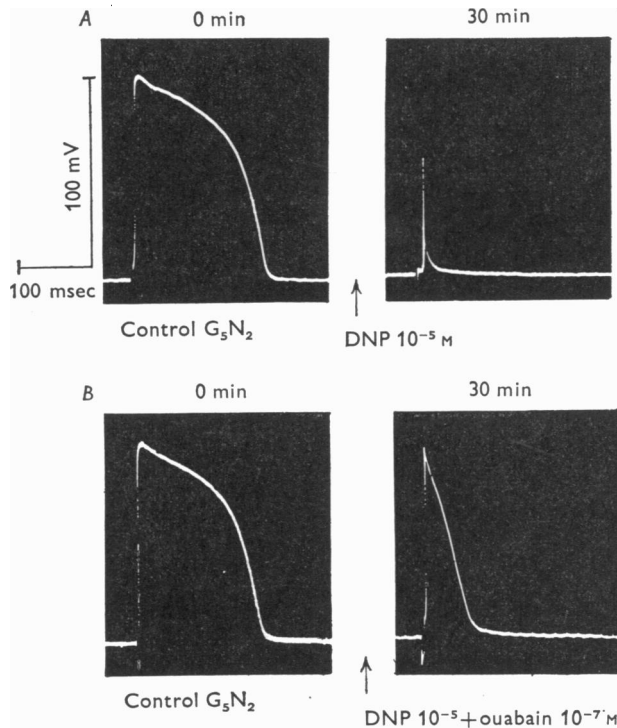 A
0 min
30 min
100 mV
100 msec
Control G₅N₂
DNP 10⁻⁵ M
B
0 min
30 min
Control G₅N₂
DNP 10⁻⁵ + ouabain 10⁻⁷ M